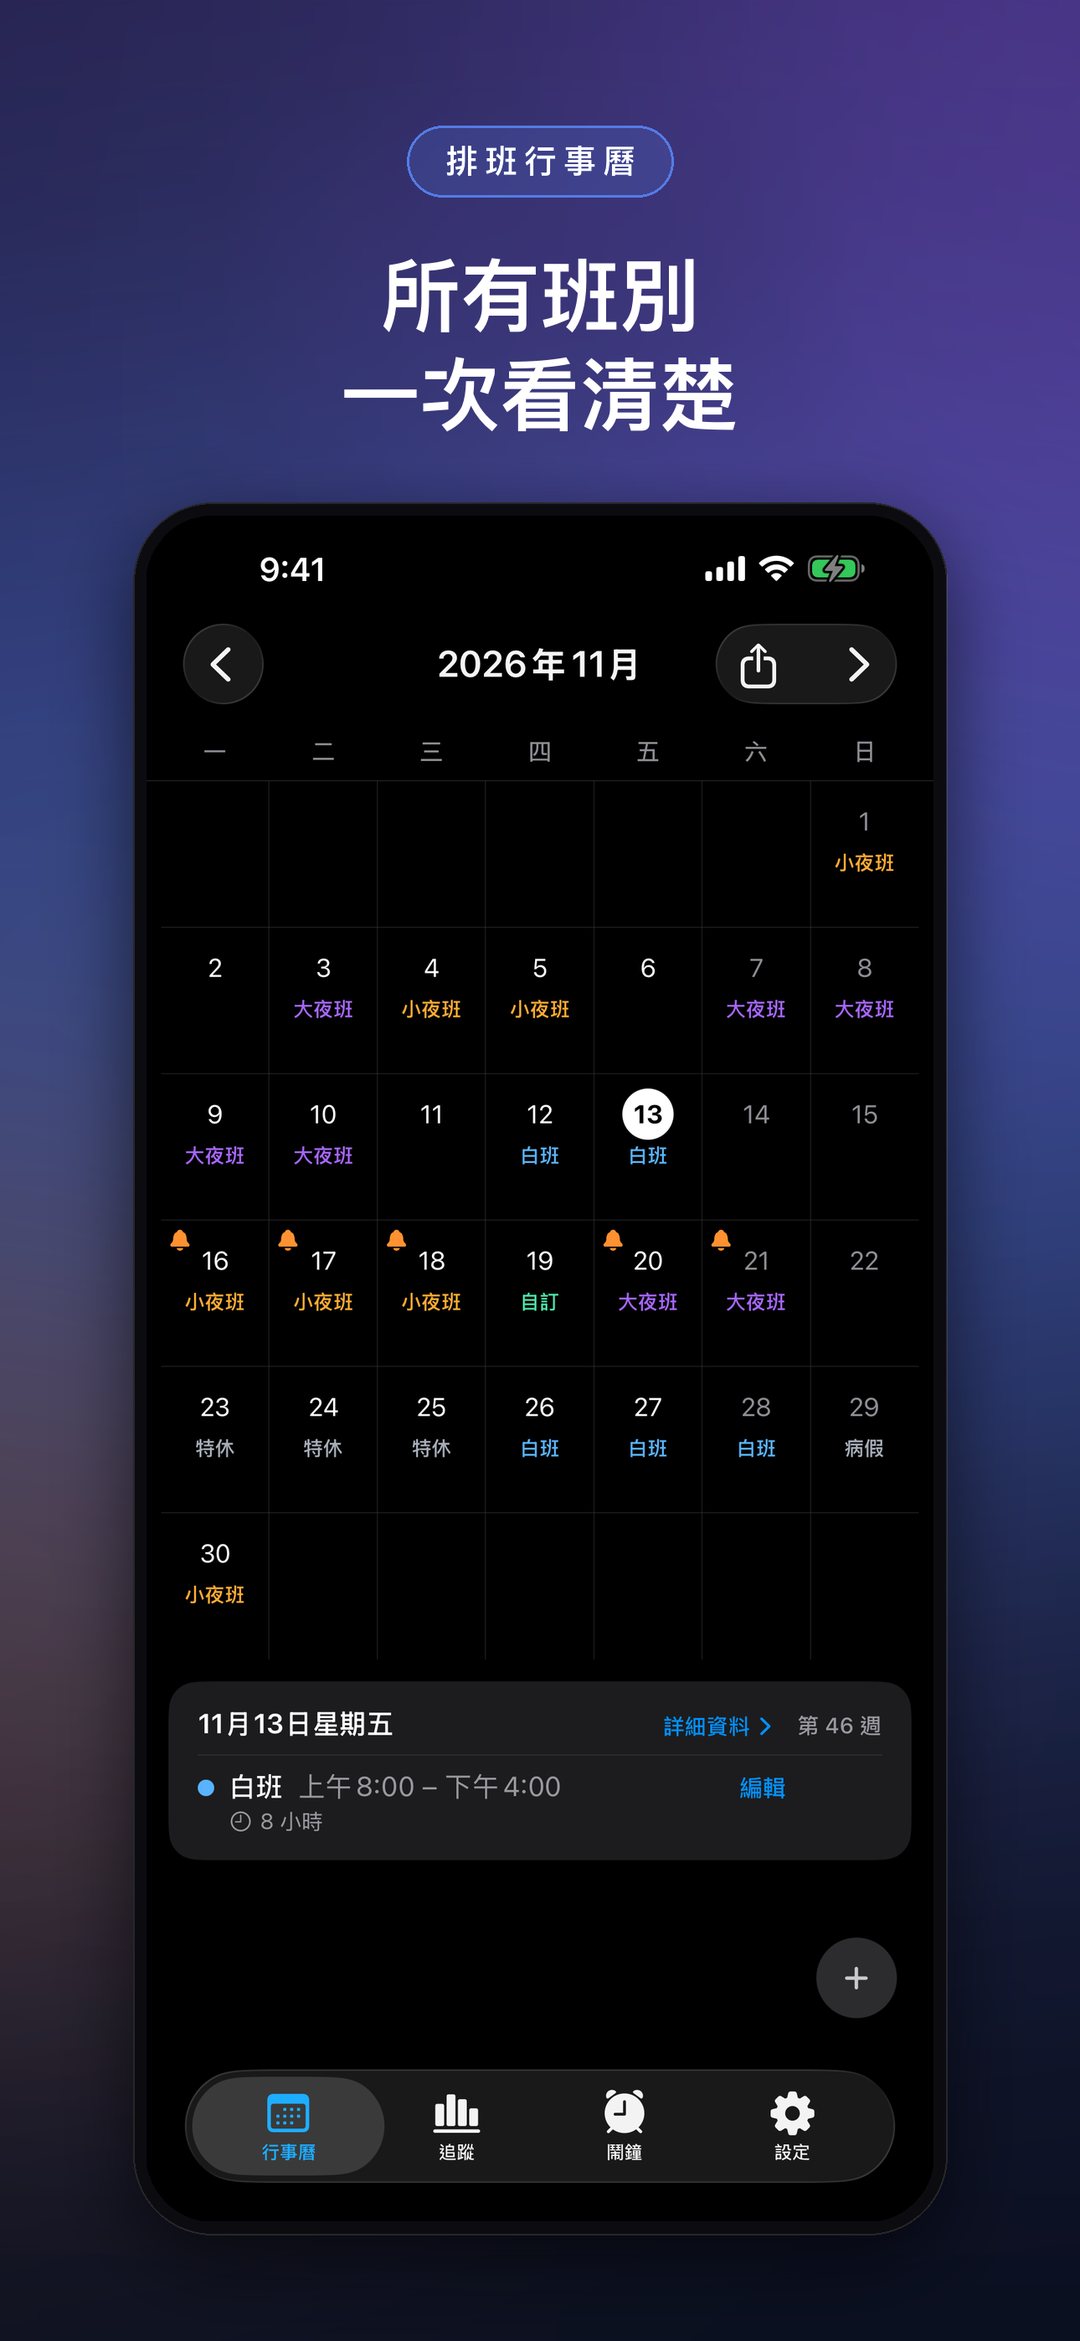 排班行事曆
所有班別
一次看清楚
9:41
2026年 11月
一 二 三 四 五 六 日
1
小夜班
2 3 4 5 6 7 8
大夜班 小夜班 小夜班 大夜班 大夜班
9 10 11 12 13 14 15
大夜班 大夜班 白班 白班
16 17 18 19 20 21 22
小夜班 小夜班 小夜班 自訂 大夜班 大夜班
23 24 25 26 27 28 29
特休 特休 特休 白班 白班 白班 病假
30
小夜班
11月13日星期五 詳細資料 第 46 週
白班 上午8:00 – 下午4:00 編輯
8 小時
行事曆 追蹤 鬧鐘 設定